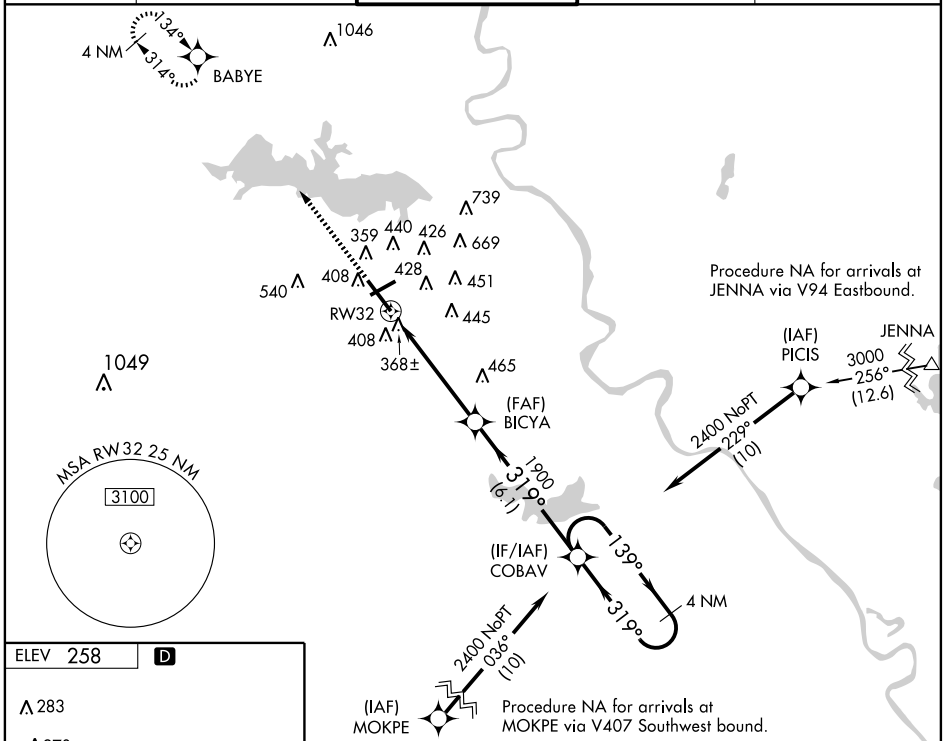 1046
134°
314°
4 NM
BABYE
739
359
440
426
669
540
408
428
451
RW32
445
408
368±
465
1049
Procedure NA for arrivals at
JENNA via V94 Eastbound.
JENNA
(IAF)
PICIS
3000
256°
(12.6)
2400 NoPT
229°
(10)
(FAF)
BICYA
1900
319°
(6.1)
MSA RW32 25 NM
3100
(IF/IAF)
COBAV
139°
319°
4 NM
2400 NoPT
036°
(10)
(IAF)
MOKPE
Procedure NA for arrivals at
MOKPE via V407 Southwest bound.
ELEV 258 D
283